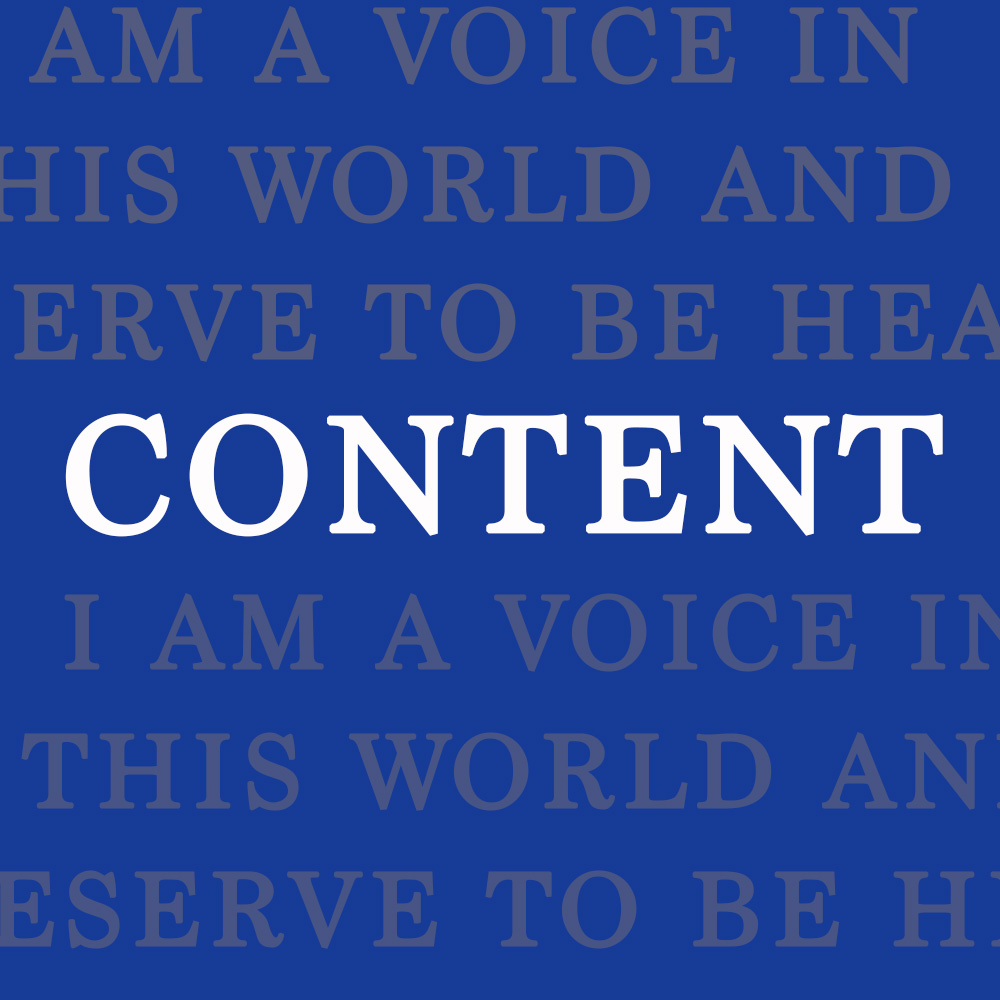 AM A VOICE IN
HIS WORLD AND
ERVE TO BE HEA
CONTENT
I AM A VOICE IN
THIS WORLD AN
ESERVE TO BE H